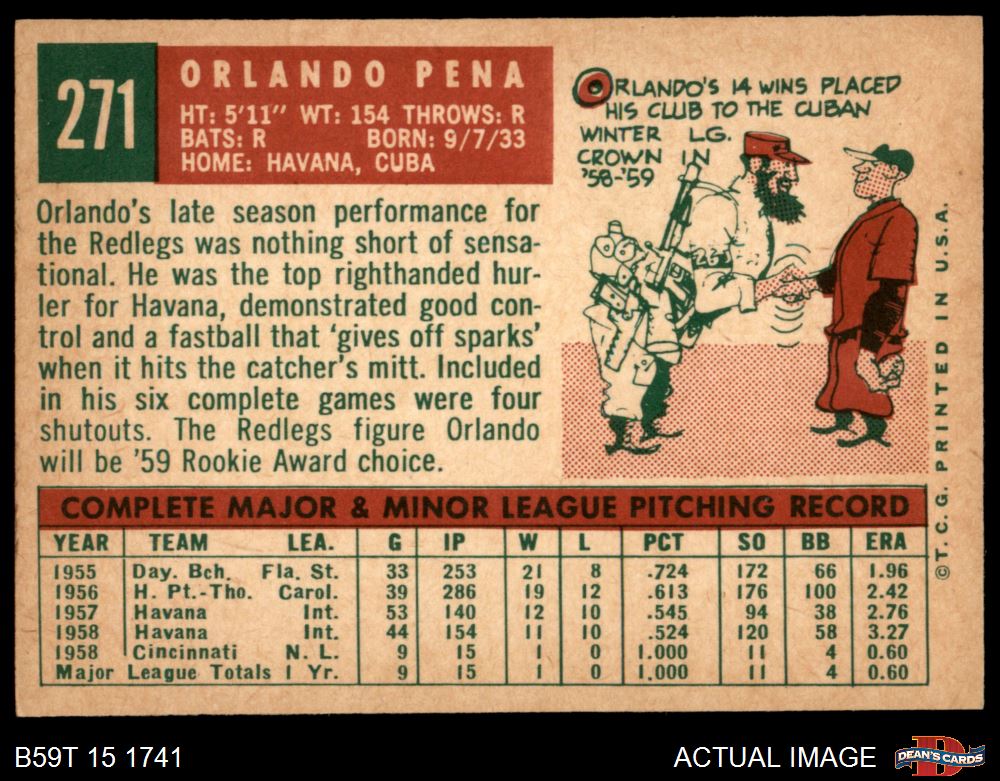 271
ORLANDO PENA
HT: 5'11" WT: 154 THROWS: R
BATS: R BORN: 9/7/33
HOME: HAVANA, CUBA
Orlando's late season performance for
the Redlegs was nothing short of sensa-
tional. He was the top righthanded hur-
ler for Havana, demonstrated good con-
trol and a fastball that 'gives off sparks'
when it hits the catcher's mitt. Included
in his six complete games were four
shutouts. The Redlegs figure Orlando
will be '59 Rookie Award choice.
ORLANDO'S 14 WINS PLACED
HIS CLUB TO THE CUBAN
WINTER LG.
CROWN IN
'58-'59
COMPLETE MAJOR & MINOR LEAGUE PITCHING RECORD
YEAR TEAM LEA. G IP W L PCT SO BB ERA
1955 Day. Bch. Fla. St. 33 253 21 8 .724 172 66 1.96
1956 H. Pt.-Tho. Carol. 39 286 19 12 .613 176 100 2.42
1957 Havana Int. 53 140 12 10 .545 94 38 2.76
1958 Havana Int. 44 154 11 10 .524 120 58 3.27
1958 Cincinnati N. L. 9 15 1 0 1.000 11 4 0.60
Major League Totals 1 Yr. 9 15 1 0 1.000 11 4 0.60
© T. C. G. PRINTED IN U.S.A.
B59T 15 1741
ACTUAL IMAGE
D
DEAN'S CARDS